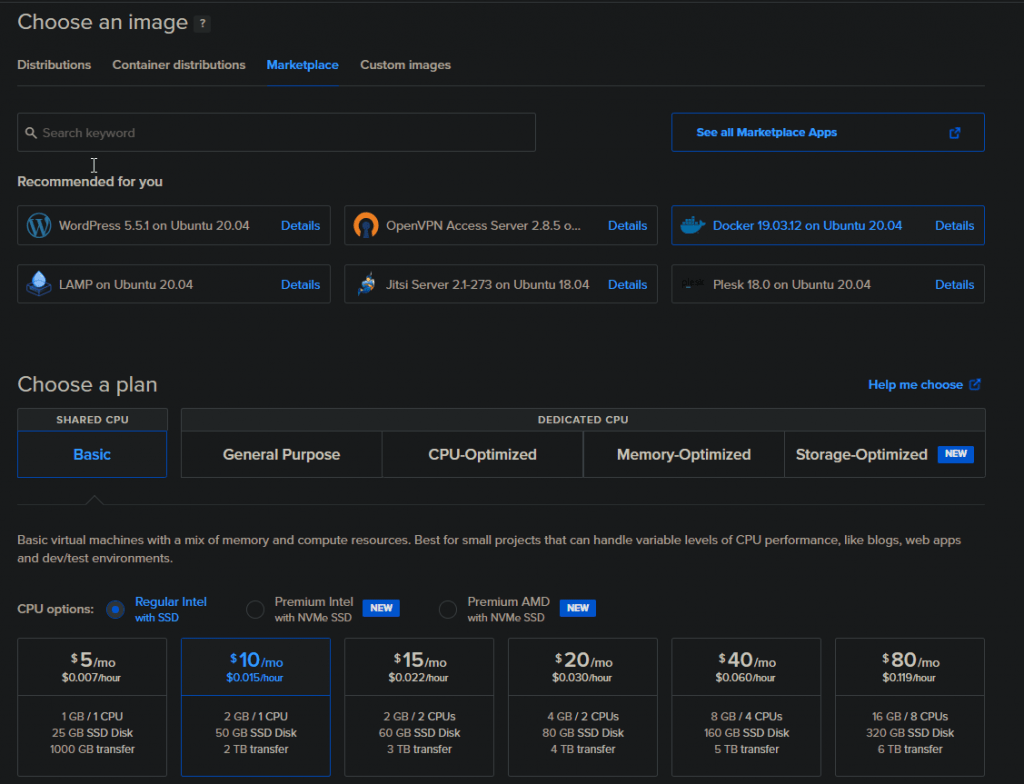 Choose an image ?
Distributions Container distributions Marketplace Custom images
Search keyword
See all Marketplace Apps
Recommended for you
WordPress 5.5.1 on Ubuntu 20.04 Details
OpenVPN Access Server 2.8.5 o... Details
Docker 19.03.12 on Ubuntu 20.04 Details
LAMP on Ubuntu 20.04 Details
Jitsi Server 2.1-273 on Ubuntu 18.04 Details
plesk Plesk 18.0 on Ubuntu 20.04 Details
Choose a plan
Help me choose
SHARED CPU
DEDICATED CPU
Basic
General Purpose
CPU-Optimized
Memory-Optimized
Storage-Optimized NEW
Basic virtual machines with a mix of memory and compute resources. Best for small projects that can handle variable levels of CPU performance, like blogs, web apps
and dev/test environments.
CPU options:
Regular Intel
with SSD
Premium Intel NEW
with NVMe SSD
Premium AMD NEW
with NVMe SSD
$5/mo
$0.007/hour
1 GB / 1 CPU
25 GB SSD Disk
1000 GB transfer
$10/mo
$0.015/hour
2 GB / 1 CPU
50 GB SSD Disk
2 TB transfer
$15/mo
$0.022/hour
2 GB / 2 CPUs
60 GB SSD Disk
3 TB transfer
$20/mo
$0.030/hour
4 GB / 2 CPUs
80 GB SSD Disk
4 TB transfer
$40/mo
$0.060/hour
8 GB / 4 CPUs
160 GB SSD Disk
5 TB transfer
$80/mo
$0.119/hour
16 GB / 8 CPUs
320 GB SSD Disk
6 TB transfer